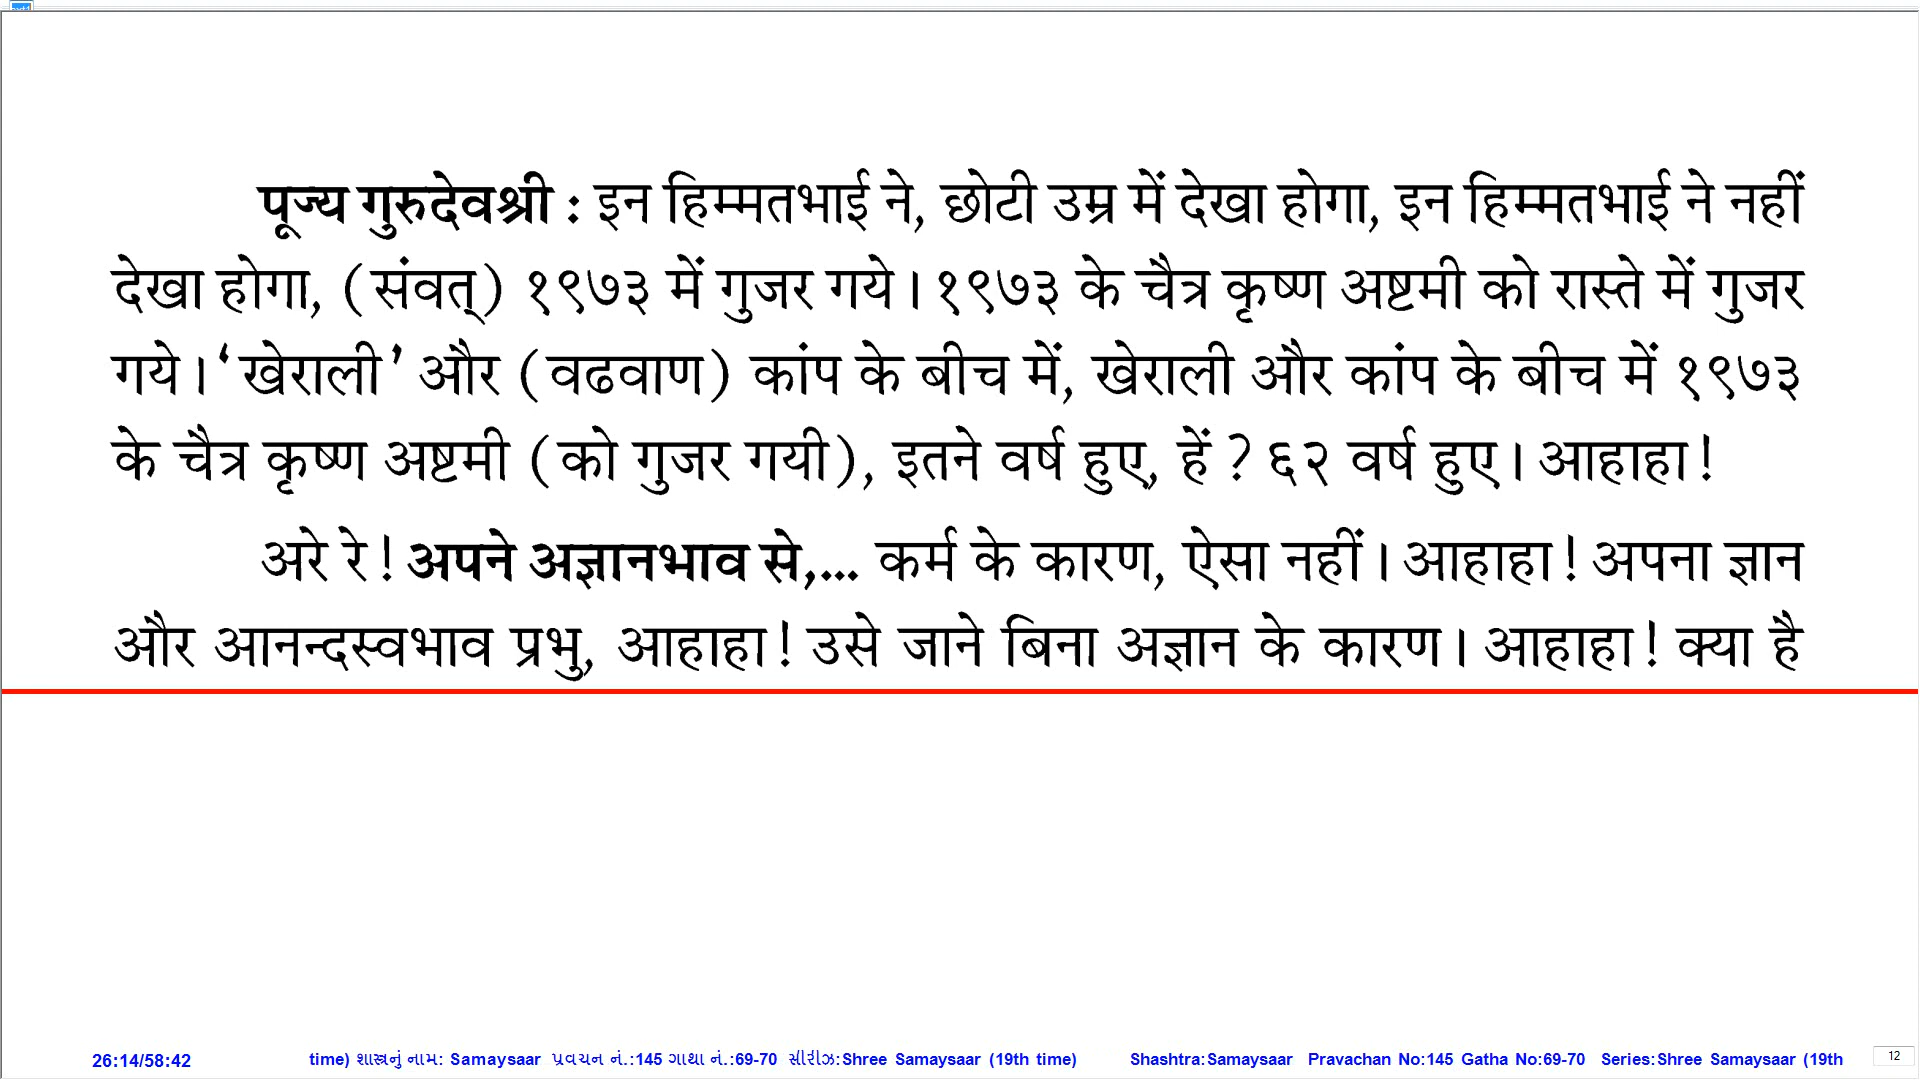 पूज्य गुरुदेवश्री : इन हिम्मतभाई ने, छोटी उम्र में देखा होगा, इन हिम्मतभाई ने नहीं
देखा होगा, (संवत्) १९७३ में गुजर गये। १९७३ के चैत्र कृष्ण अष्टमी को रास्ते में गुजर
गये। ‘खेराली’ और (वढवाण) कांप के बीच में, खेराली और कांप के बीच में १९७३
के चैत्र कृष्ण अष्टमी (को गुजर गयी), इतने वर्ष हुए, हें ? ६२ वर्ष हुए। आहाहा!
अरे रे! अपने अज्ञानभाव से,... कर्म के कारण, ऐसा नहीं। आहाहा! अपना ज्ञान
और आनन्दस्वभाव प्रभु, आहाहा! उसे जाने बिना अज्ञान के कारण। आहाहा! क्या है
26:14/58:42 time) શાસ્ત્રનું નામ: Samaysaar પ્રવચન નં.:145 ગાથા નં.:69-70 સીરીઝ:Shree Samaysaar (19th time) Shashtra:Samaysaar Pravachan No:145 Gatha No:69-70 Series:Shree Samaysaar (19th 12